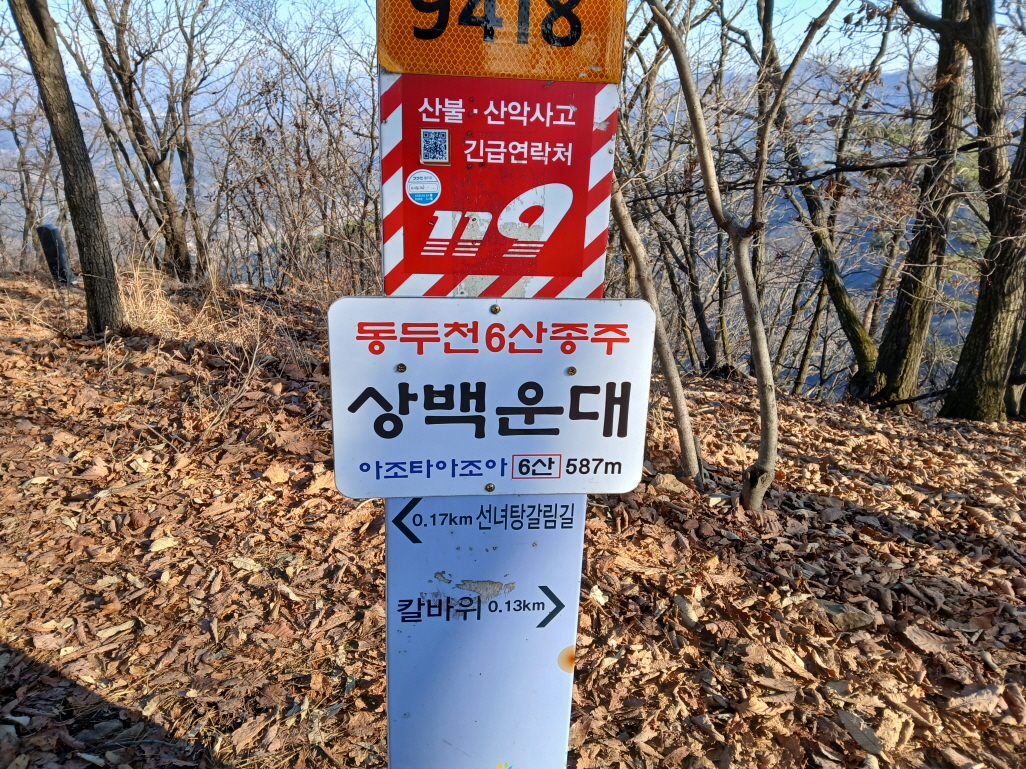 9418
산불·산악사고
긴급연락처
119
동두천6산종주
상백운대
아조타아조아 6산 587m
0.17km 선녀탕갈림길
칼바위 0.13km